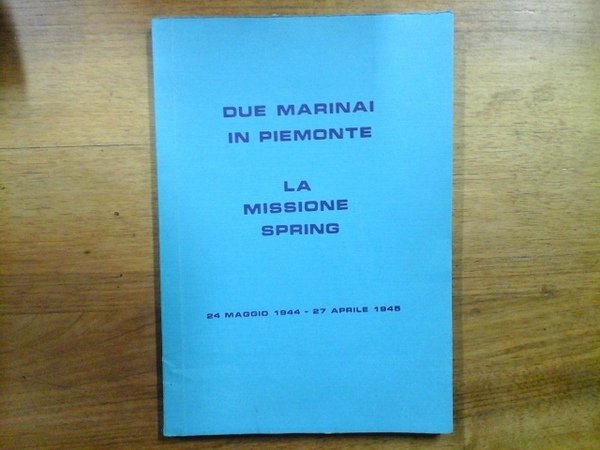 DUE MARINAI
IN PIEMONTE
LA
MISSIONE
SPRING
24 MAGGIO 1944 - 27 APRILE 1945